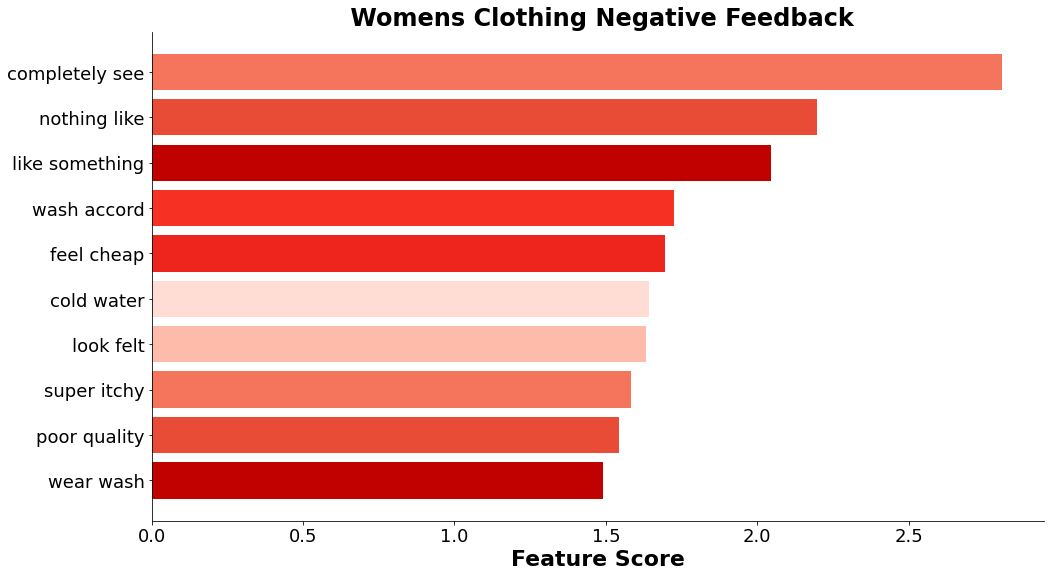 Womens Clothing Negative Feedback
completely see
nothing like
like something
wash accord
feel cheap
cold water
look felt
super itchy
poor quality
wear wash
0.0 0.5 1.0 1.5 2.0 2.5
Feature Score